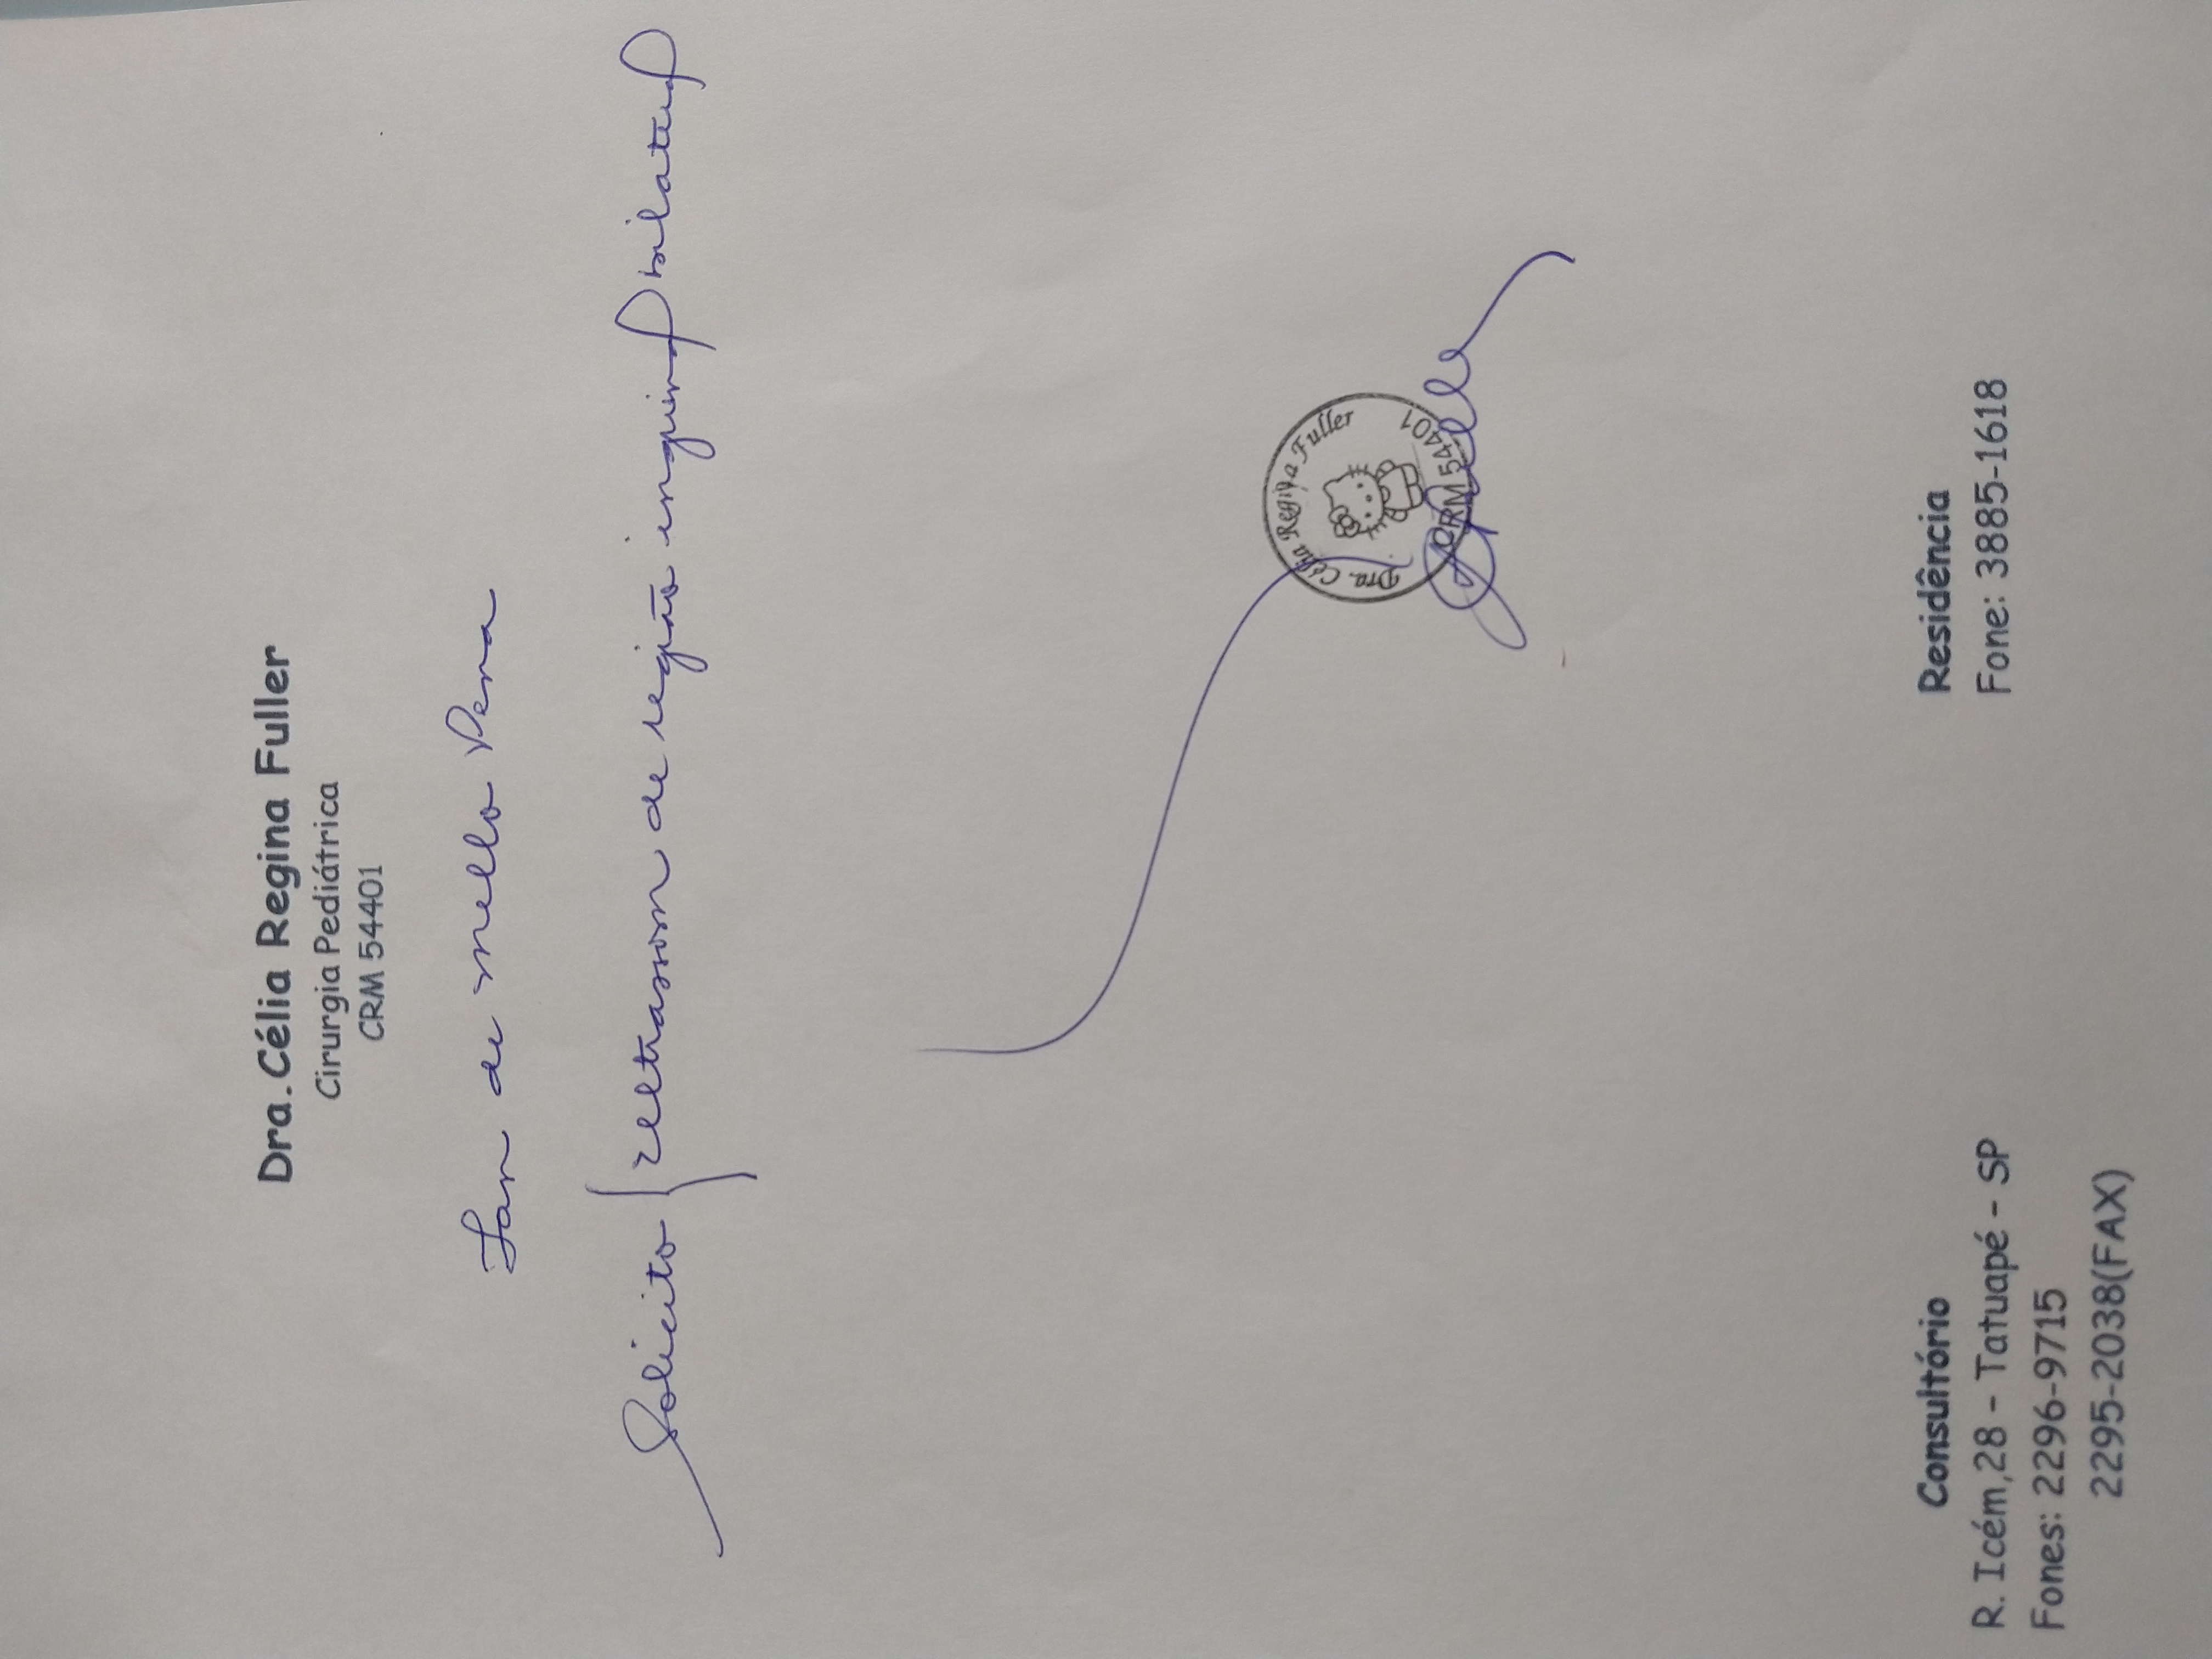 Dra.Célia Regina Fuller
Cirurgia Pediátrica
CRM 54401
Ian de Mello Pena
Solicito { ultrassom de região inguinal bilateral
Dra. Célia Regina Fuller
CRM 54401
Consultório
R. Icém,28 - Tatuapé - SP
Fones: 2296-9715
2295-2038(FAX)
Residência
Fone: 3885-1618